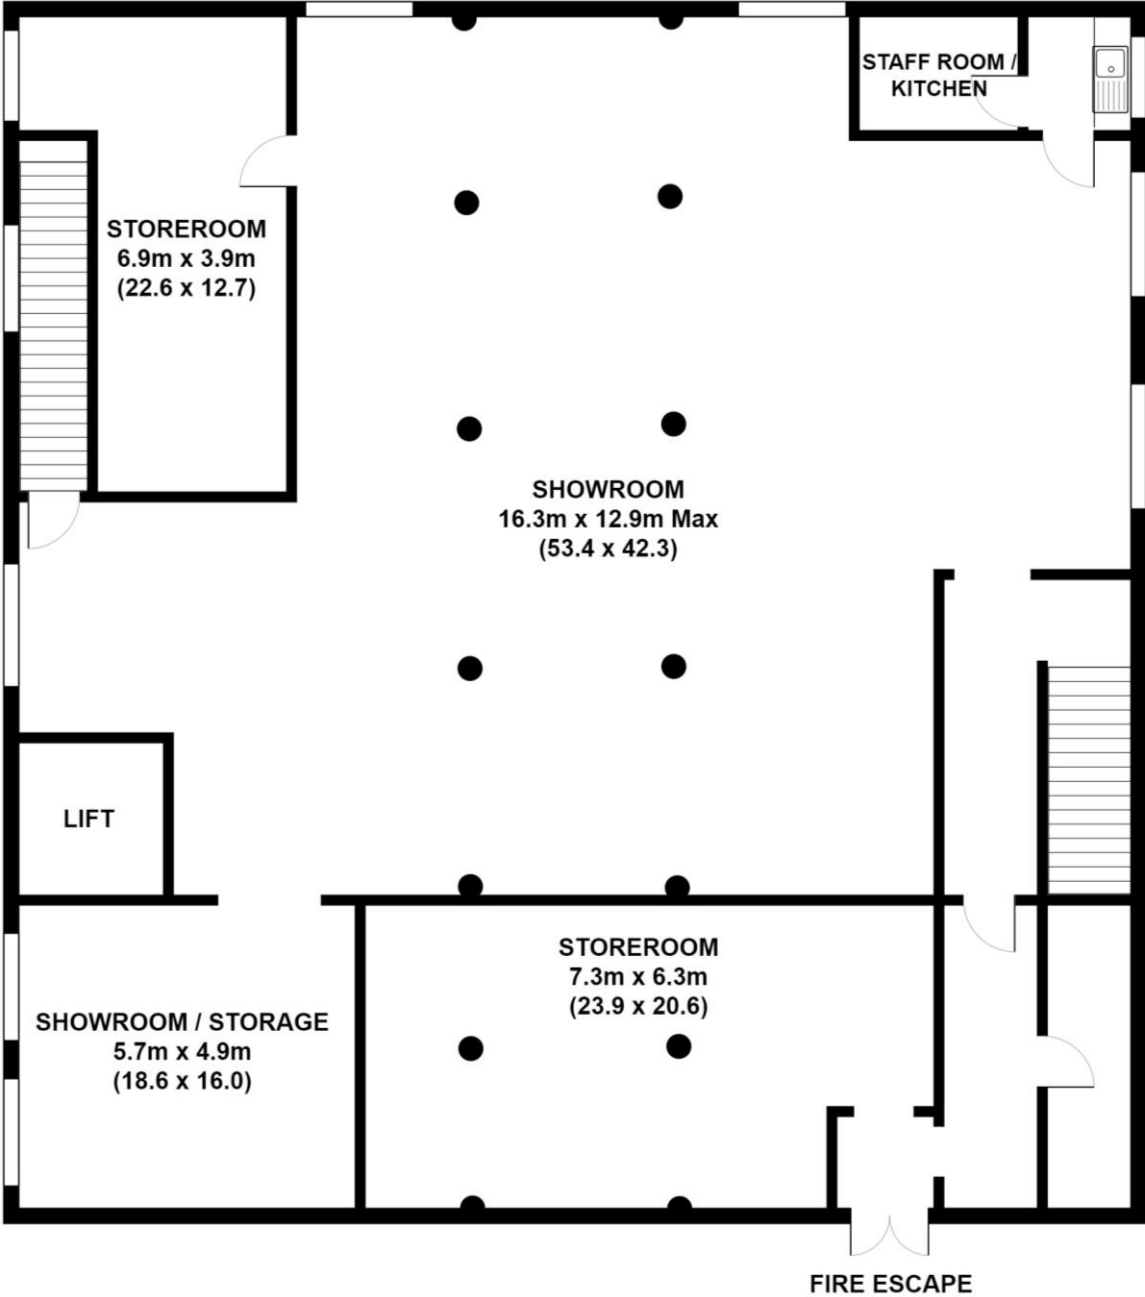 STAFF ROOM /
KITCHEN
STOREROOM
6.9m x 3.9m
(22.6 x 12.7)
SHOWROOM
16.3m x 12.9m Max
(53.4 x 42.3)
LIFT
STOREROOM
7.3m x 6.3m
(23.9 x 20.6)
SHOWROOM / STORAGE
5.7m x 4.9m
(18.6 x 16.0)
FIRE ESCAPE